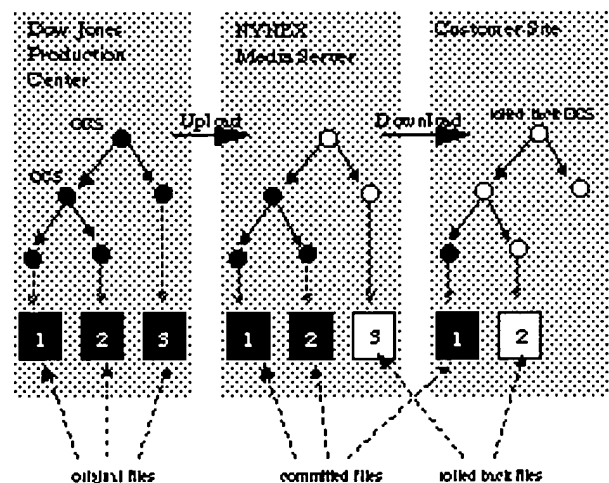 Dow Jones
Production
Center
NYNEX
Media Server
Customer Site
OCS
Upload
Download
rolled back OCS
OCS
1
2
3
1
2
3
1
2
original files
committed files
rolled back files